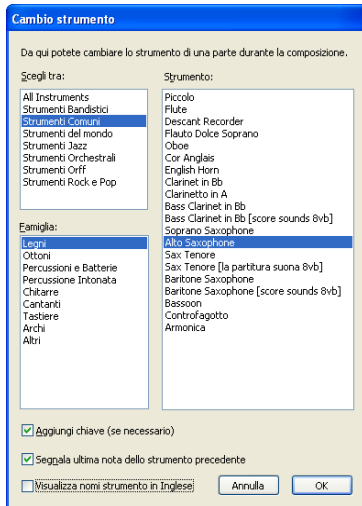 Cambio strumento
Da qui potete cambiare lo strumento di una parte durante la composizione.
Scegli tra:
All Instruments
Strumenti Bandistici
Strumenti Comuni
Strumenti del mondo
Strumenti Jazz
Strumenti Orchestrali
Strumenti Orff
Strumenti Rock e Pop
Famiglia:
Legni
Ottoni
Percussioni e Batterie
Percussione Intonata
Chitarre
Cantanti
Tastiere
Archi
Altri
Strumento:
Piccolo
Flute
Descant Recorder
Flauto Dolce Soprano
Oboe
Cor Anglais
English Horn
Clarinet in Bb
Clarinetto in A
Bass Clarinet in Bb
Bass Clarinet in Bb [score sounds 8vb]
Soprano Saxophone
Alto Saxophone
Sax Tenore
Sax Tenore [la partitura suona 8vb]
Baritone Saxophone
Baritone Saxophone [score sounds 8vb]
Bassoon
Controfagotto
Armonica
Aggiungi chiave (se necessario)
Segnala ultima nota dello strumento precedente
Visualizza nomi strumento in Inglese
Annulla
OK